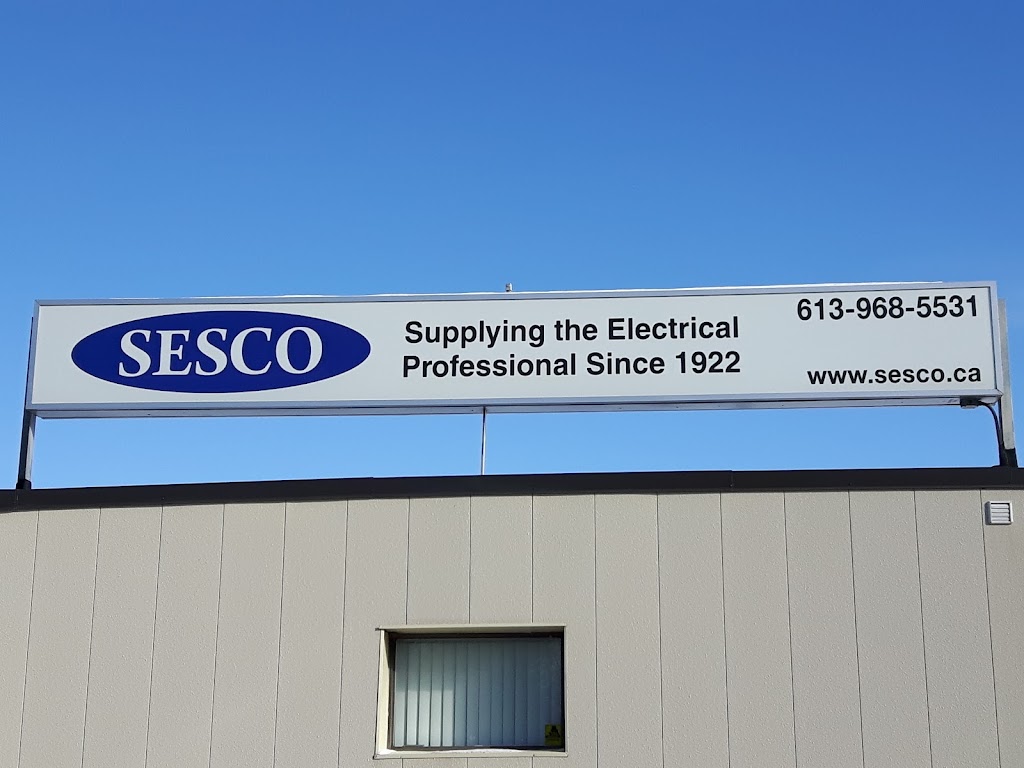 SESCO
Supplying the Electrical
Professional Since 1922
613-968-5531
www.sesco.ca